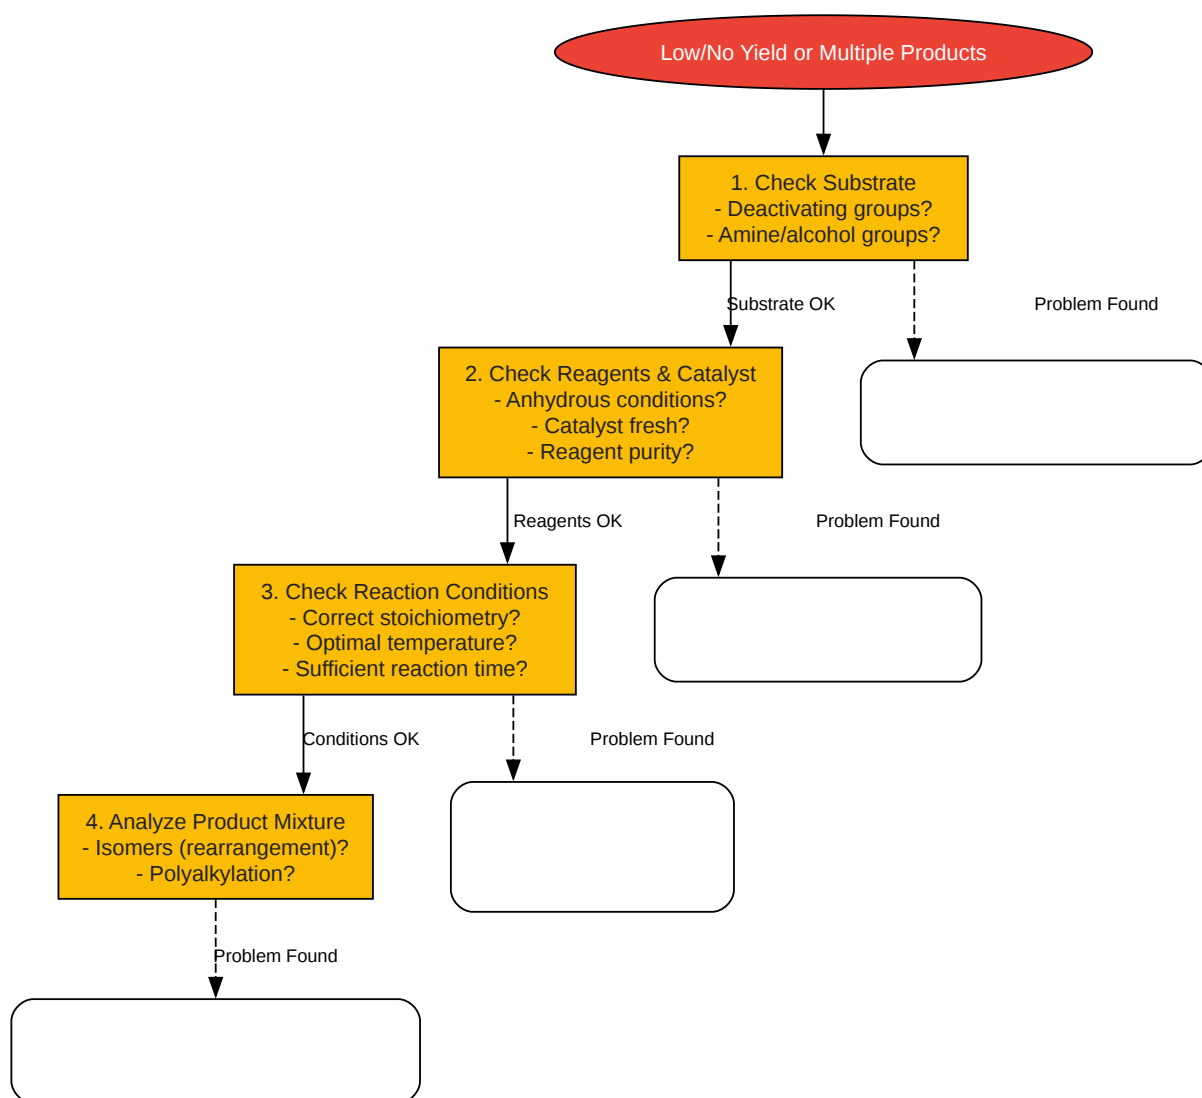 Low/No Yield or Multiple Products
1. Check Substrate
- Deactivating groups?
- Amine/alcohol groups?
Substrate OK
Problem Found
2. Check Reagents & Catalyst
- Anhydrous conditions?
- Catalyst fresh?
- Reagent purity?
Reagents OK
Problem Found
3. Check Reaction Conditions
- Correct stoichiometry?
- Optimal temperature?
- Sufficient reaction time?
Conditions OK
Problem Found
4. Analyze Product Mixture
- Isomers (rearrangement)?
- Polyalkylation?
Problem Found